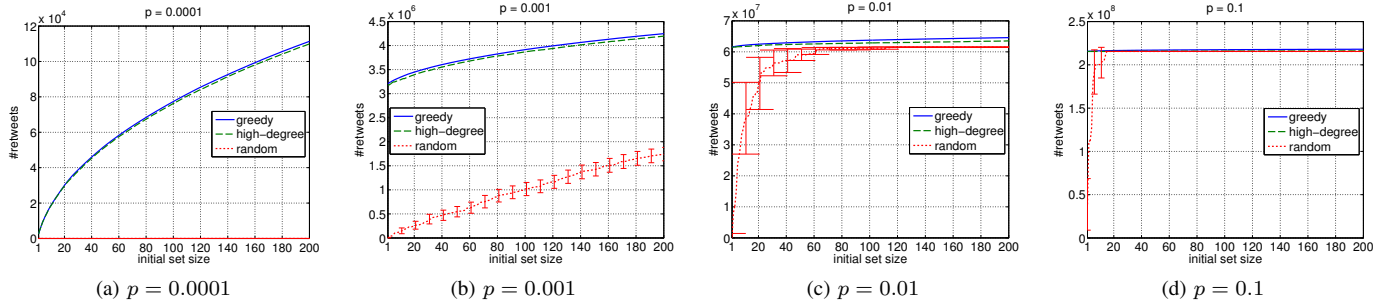 p = 0.0001
x 10^4
12
10
8
6
4
2
0
#retweets
greedy
high-degree
random
1 20 40 60 80 100 120 140 160 180 200
initial set size
(a) p = 0.0001
p = 0.001
x 10^6
4.5
4
3.5
3
2.5
2
1.5
1
0.5
0
#retweets
greedy
high-degree
random
1 20 40 60 80 100 120 140 160 180 200
initial set size
(b) p = 0.001
p = 0.01
x 10^7
7
6
5
4
3
2
1
0
#retweets
greedy
high-degree
random
1 20 40 60 80 100 120 140 160 180 200
initial set size
(c) p = 0.01
p = 0.1
x 10^8
2.5
2
1.5
1
0.5
0
#retweets
greedy
high-degree
random
1 20 40 60 80 100 120 140 160 180 200
initial set size
(d) p = 0.1